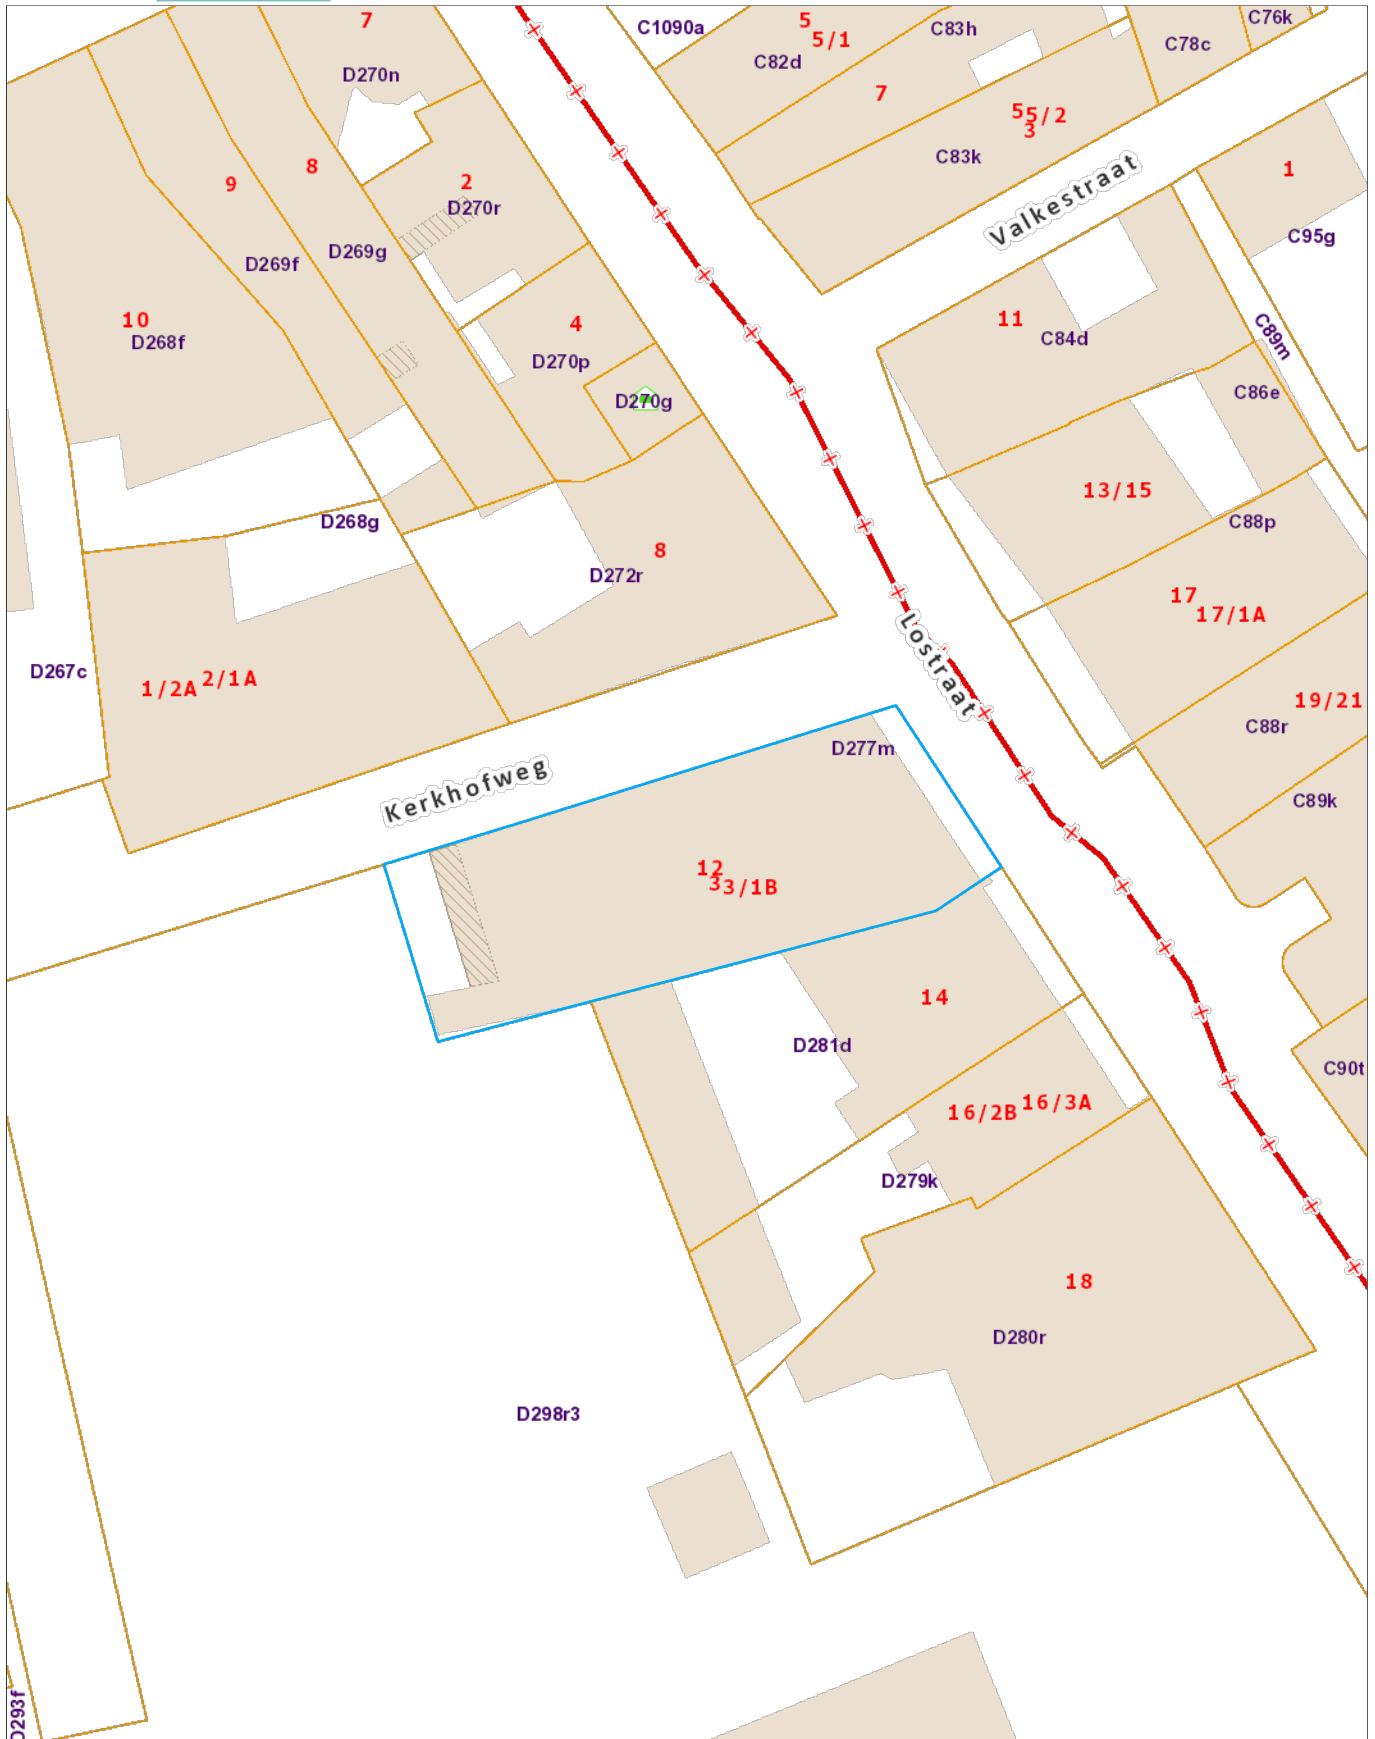 7
D270n
C1090a
5
5/1
C82d
C83h
C76k
C78c
7
5
5/2
3
C83k
Valkestraat
1
C95g
9
8
2
D270r
D269g
D269f
10
D268f
4
D270p
D270g
11
C84d
C89m
C86e
13/15
C88p
D268g
8
D272r
17
17/1A
Lostraat
D267c
1/2A
2/1A
19/21
C88r
Kerkhofweg
D277m
C89k
12
3
3/1B
14
D281d
C90t
16/2B
16/3A
D279k
18
D280r
D298r3
D293f